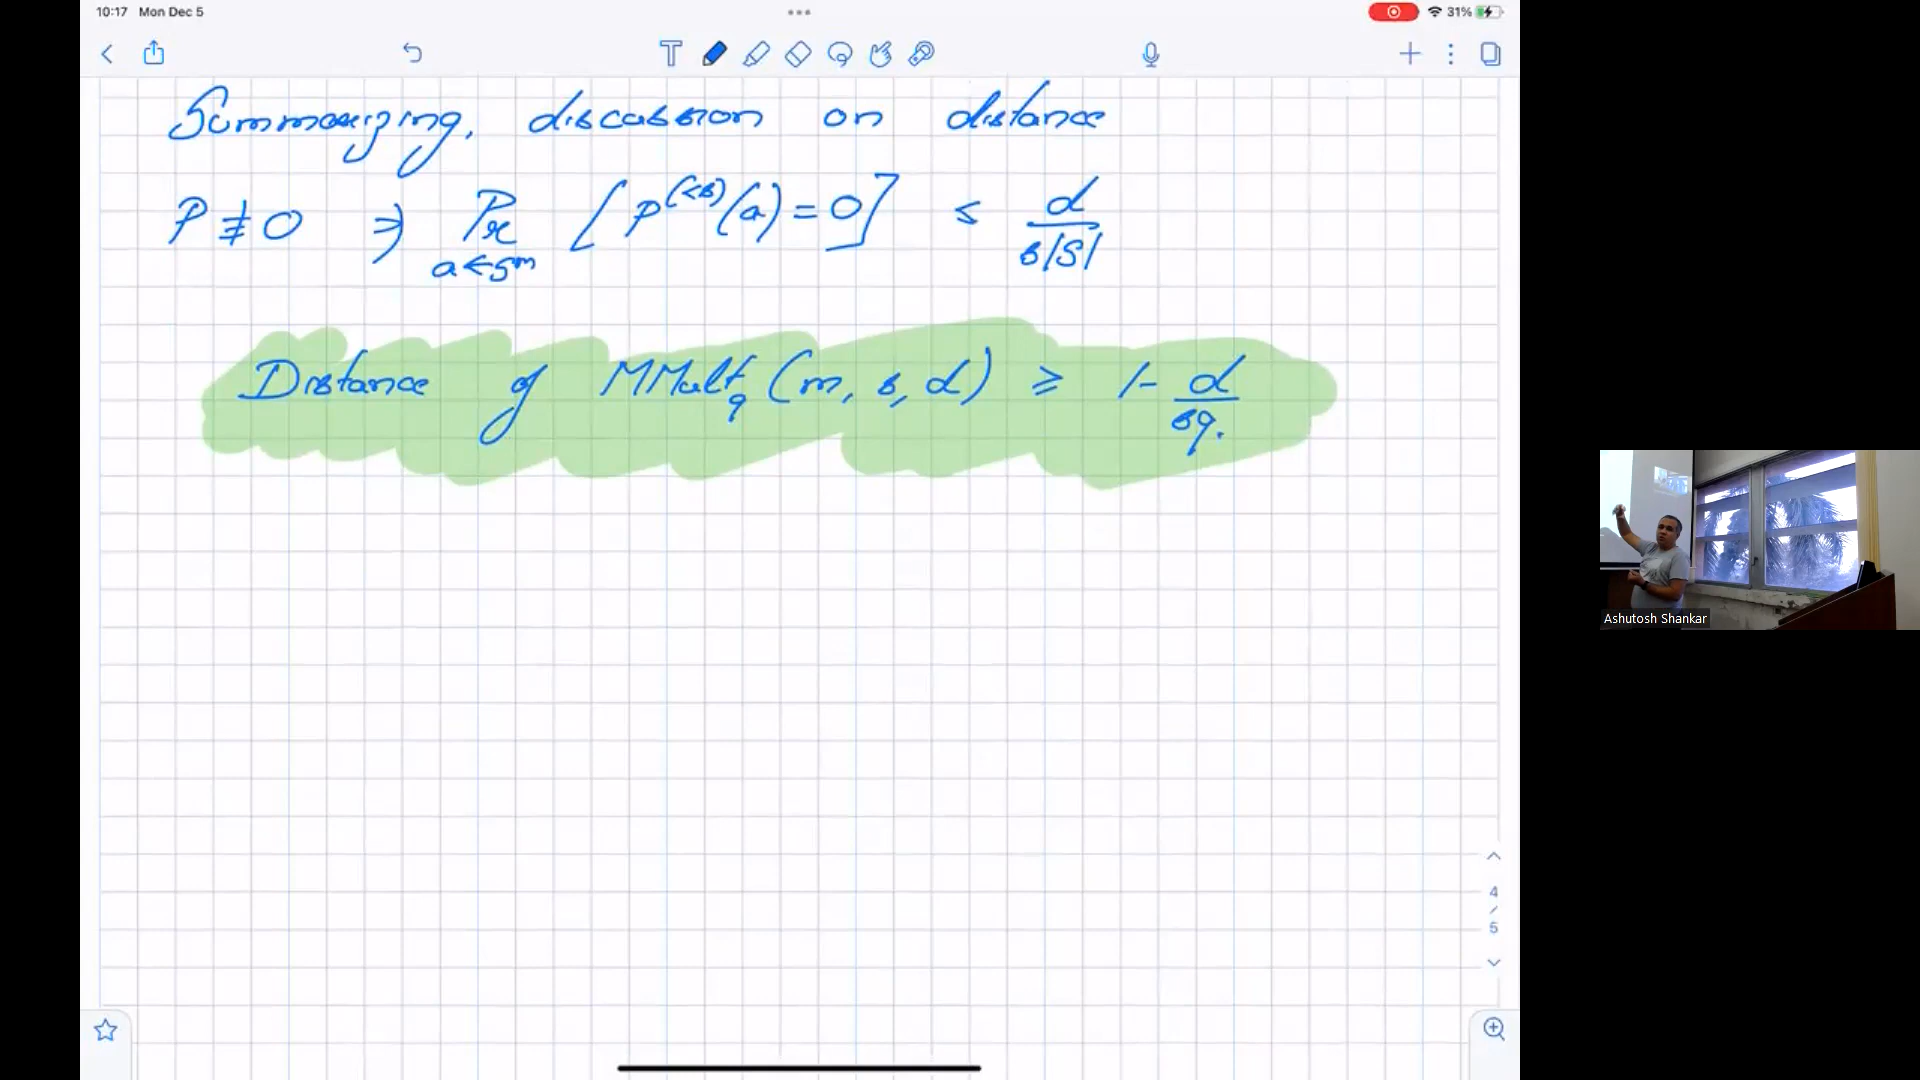 10:17 Mon Dec 5
31%
Summarizing, discussion on distance
P ≢ 0 ⇒ Pr_{a←S^m} [P^{(<s)}(a) = 0] ≤ d/(s|S|)
Distance of MMult_q (m, s, d) ≥ 1 - d/(sq).
Ashutosh Shankar
4
/
5